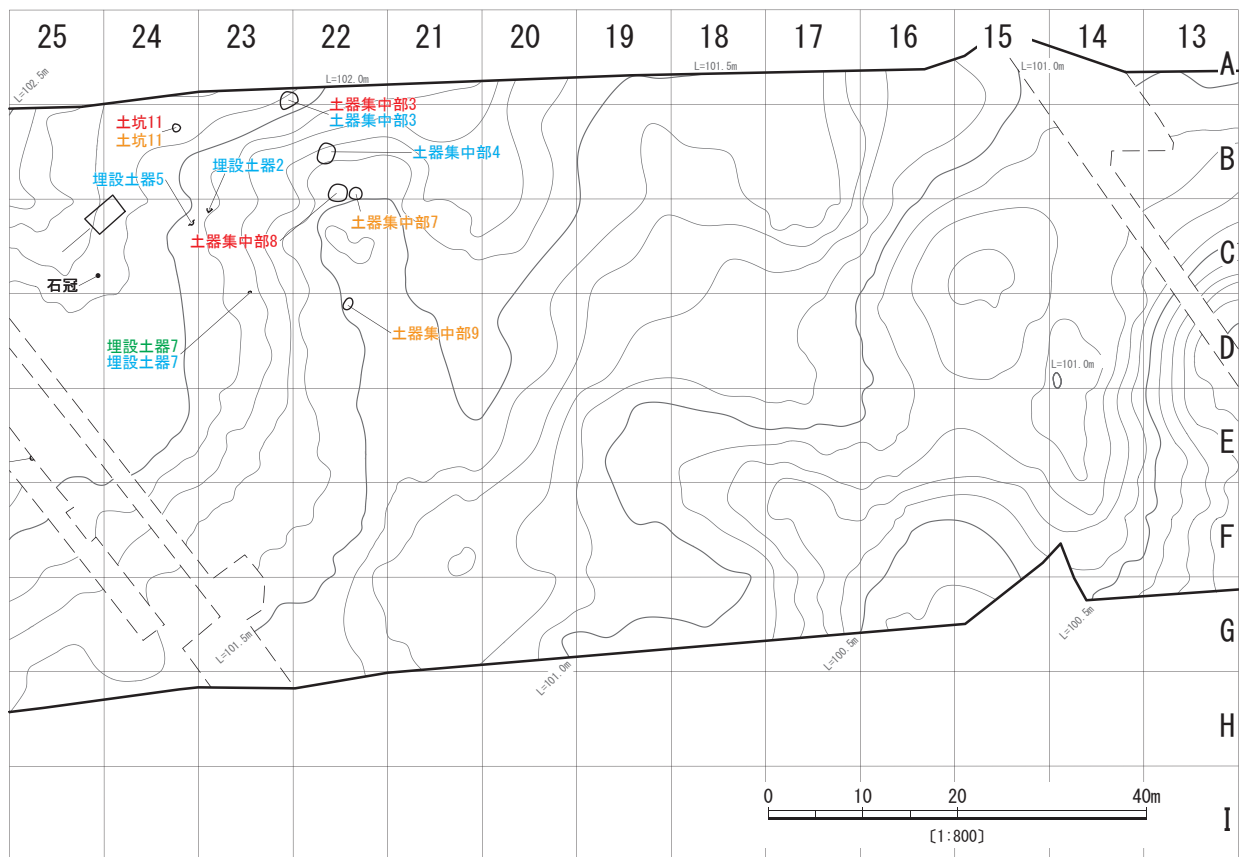 25 24 23 22 21 20 19 18 17 16 15 14 13
A
L=102.5m
L=102.0m
L=101.5m
L=101.0m
土器集中部3
土器集中部3
土坑11
土坑11
土器集中部4
B
埋設土器2
埋設土器5
土器集中部7
土器集中部8
C
石冠
土器集中部9
埋設土器7
埋設土器7
D
L=101.0m
E
F
L=100.5m
G
L=101.5m
L=100.5m
L=101.0m
H
0 10 20 40m
I
〔1:800〕